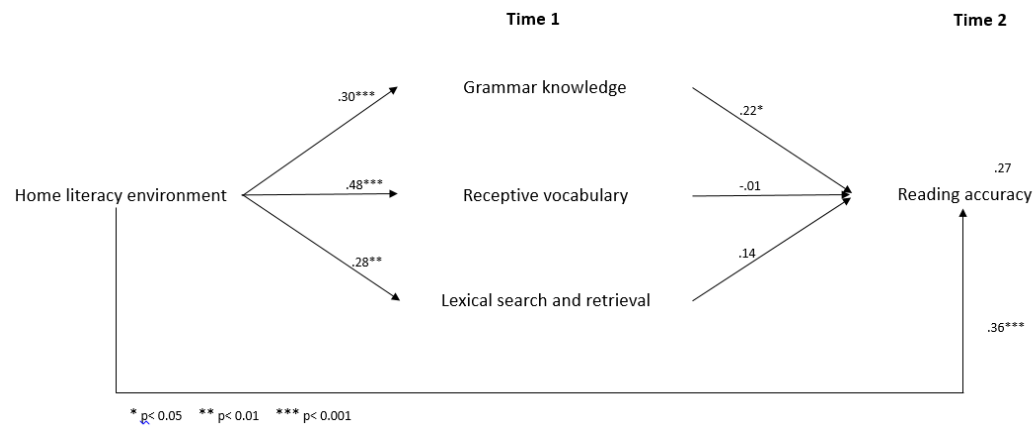 Time 1
Time 2
Grammar knowledge
.30***
.22*
.27
Home literacy environment
.48***
Receptive vocabulary
-.01
Reading accuracy
.28**
.14
Lexical search and retrieval
.36***
* p< 0.05 ** p< 0.01 *** p< 0.001